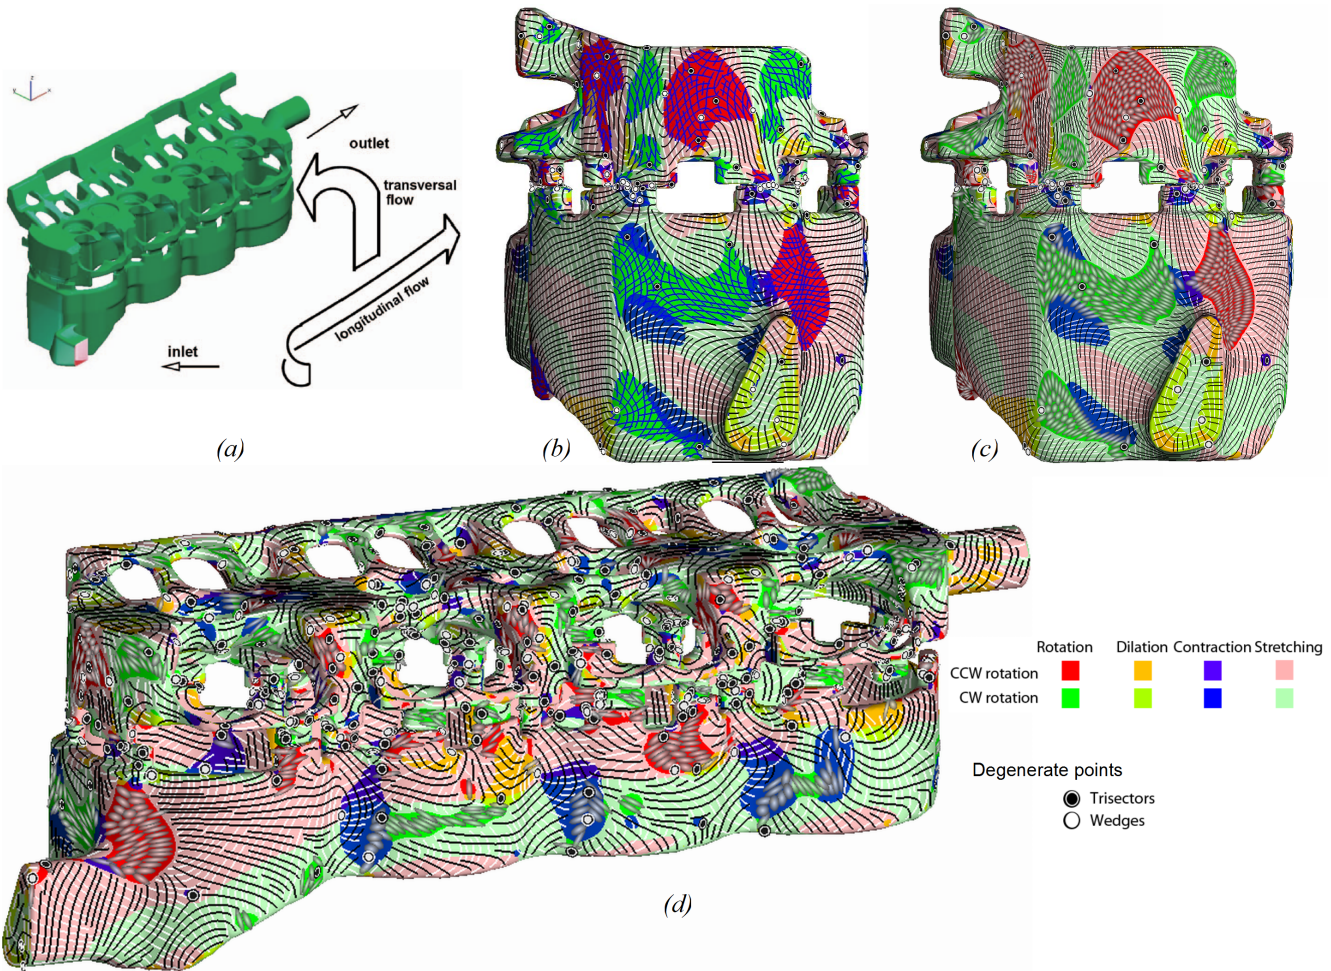 outlet
transversal
flow
longitudinal flow
inlet
(a)
(b)
(c)
Rotation Dilation Contraction Stretching
CCW rotation
CW rotation
Degenerate points
Trisectors
Wedges
(d)